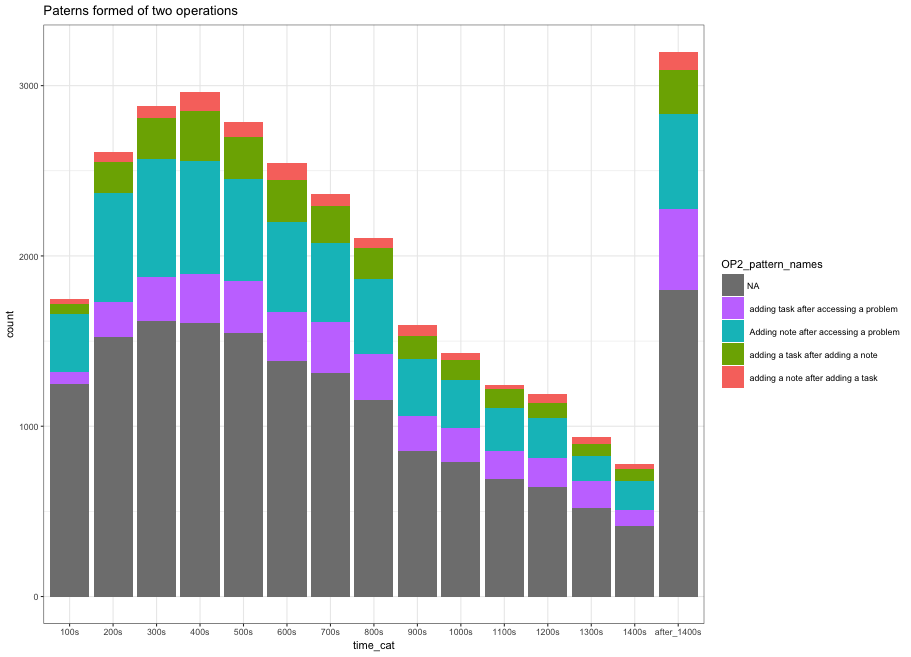 Paterns formed of two operations
3000
2000
1000
0
count
100s 200s 300s 400s 500s 600s 700s 800s 900s 1000s 1100s 1200s 1300s 1400s after_1400s
time_cat
OP2_pattern_names
NA
adding task after accessing a problem
Adding note after accessing a problem
adding a task after adding a note
adding a note after adding a task